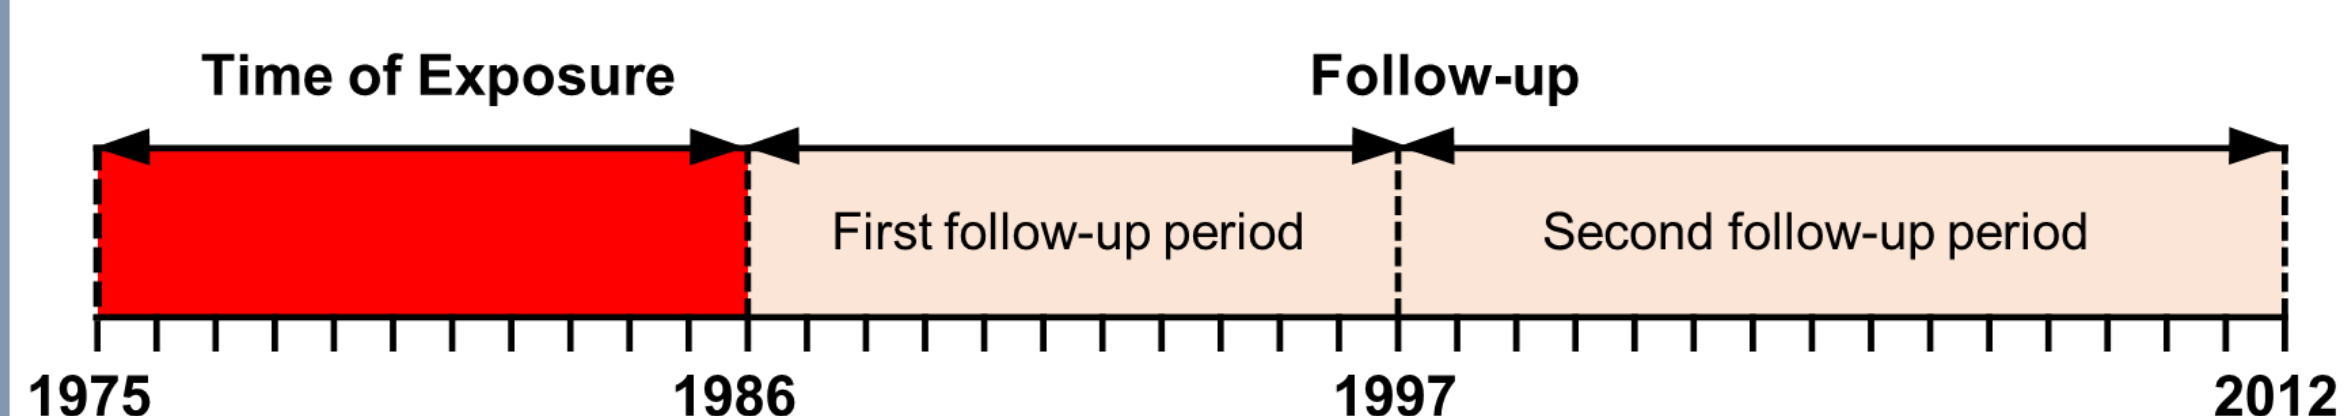 Time of Exposure
Follow-up
First follow-up period
Second follow-up period
1975
1986
1997
2012